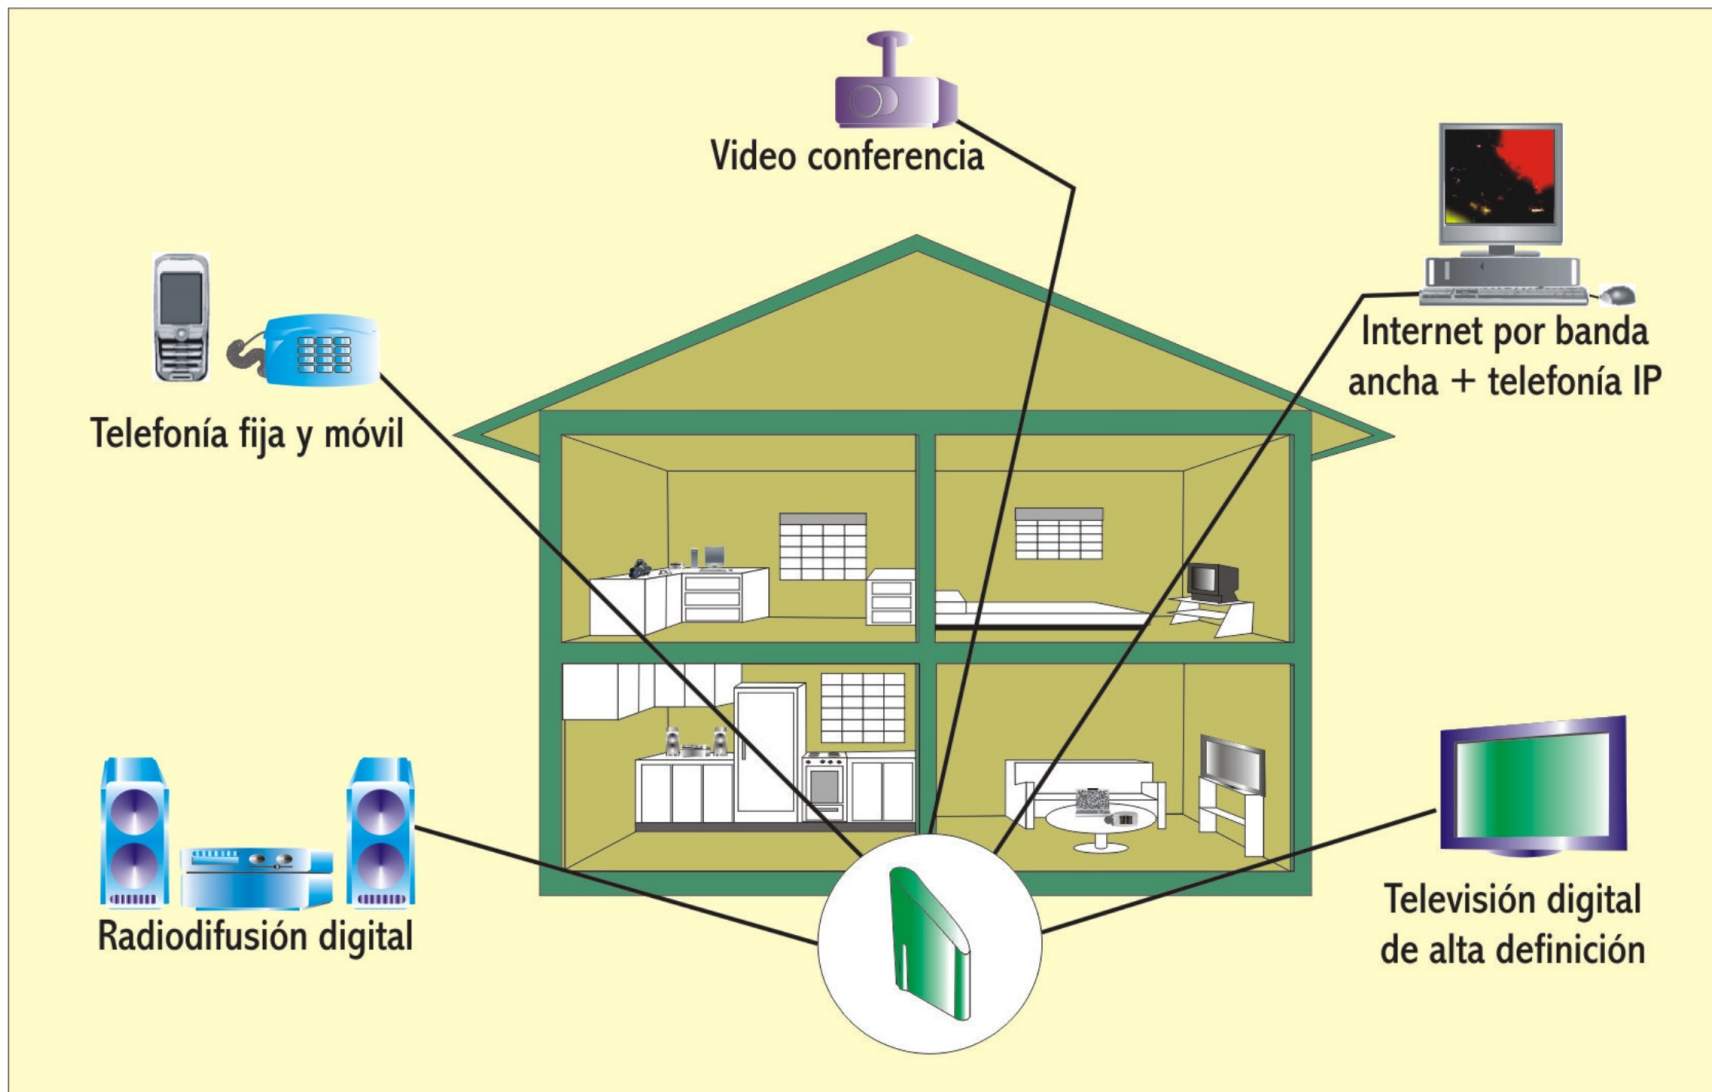 Video conferencia
Internet por banda
ancha + telefonía IP
Telefonía fija y móvil
Radiodifusión digital
Televisión digital
de alta definición